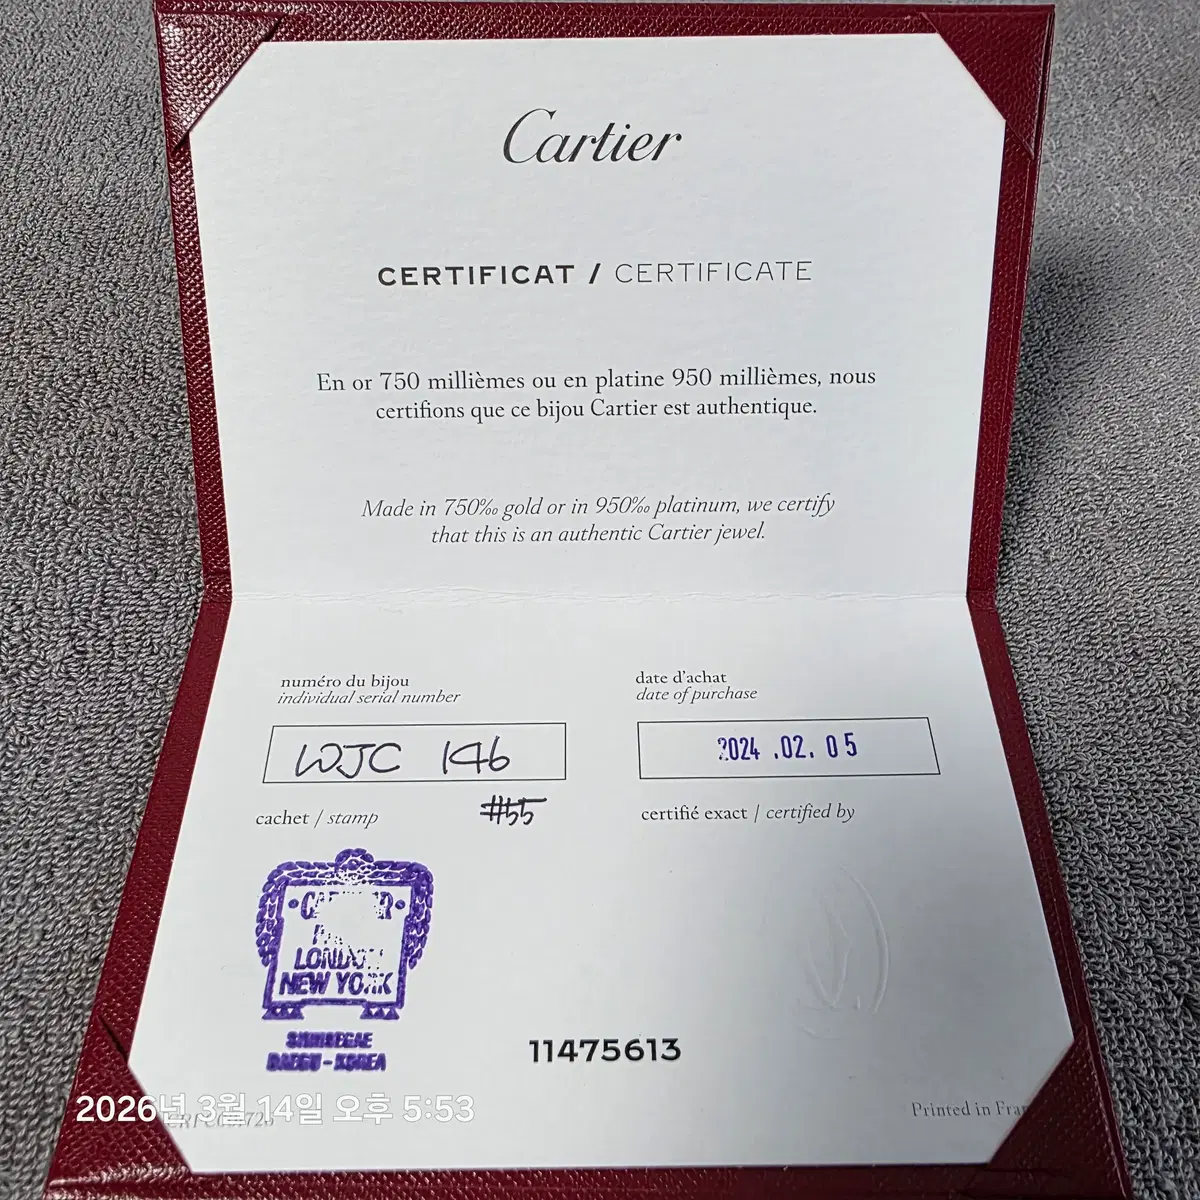 Cartier
CERTIFICAT / CERTIFICATE
En or 750 millièmes ou en platine 950 millièmes, nous
certifions que ce bijou Cartier est authentique.
Made in 750‰ gold or in 950‰ platinum, we certify
that this is an authentic Cartier jewel.
numéro du bijou
individual serial number
WJC 146
#55
date d'achat
date of purchase
2024 .02. 05
cachet / stamp
certifié exact / certified by
CARTIER
LONDON
NEW YORK
SHINSEGAE
DAEGU-KOREA
11475613
2026년 3월 14일 오후 5:53
Printed in